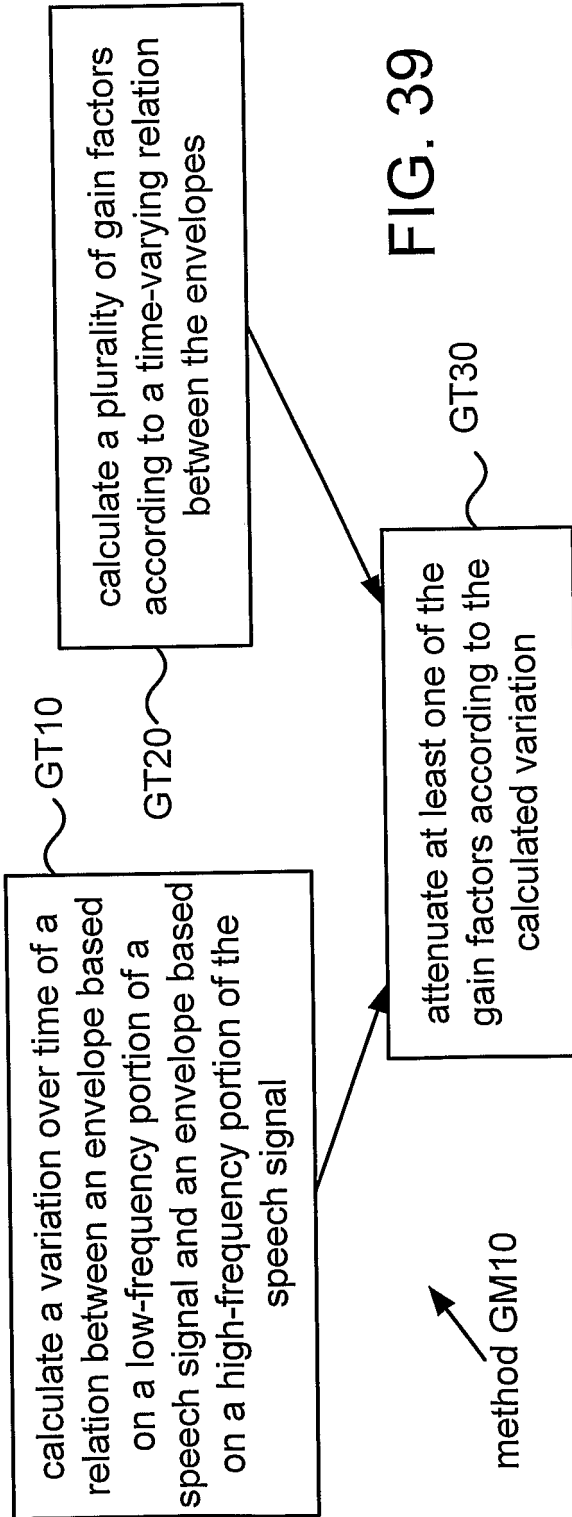 calculate a variation over time of a
relation between an envelope based
on a low-frequency portion of a
speech signal and an envelope based
on a high-frequency portion of the
speech signal
GT10
calculate a plurality of gain factors
according to a time-varying relation
between the envelopes
GT20
attenuate at least one of the
gain factors according to the
calculated variation
GT30
method GM10
FIG. 39